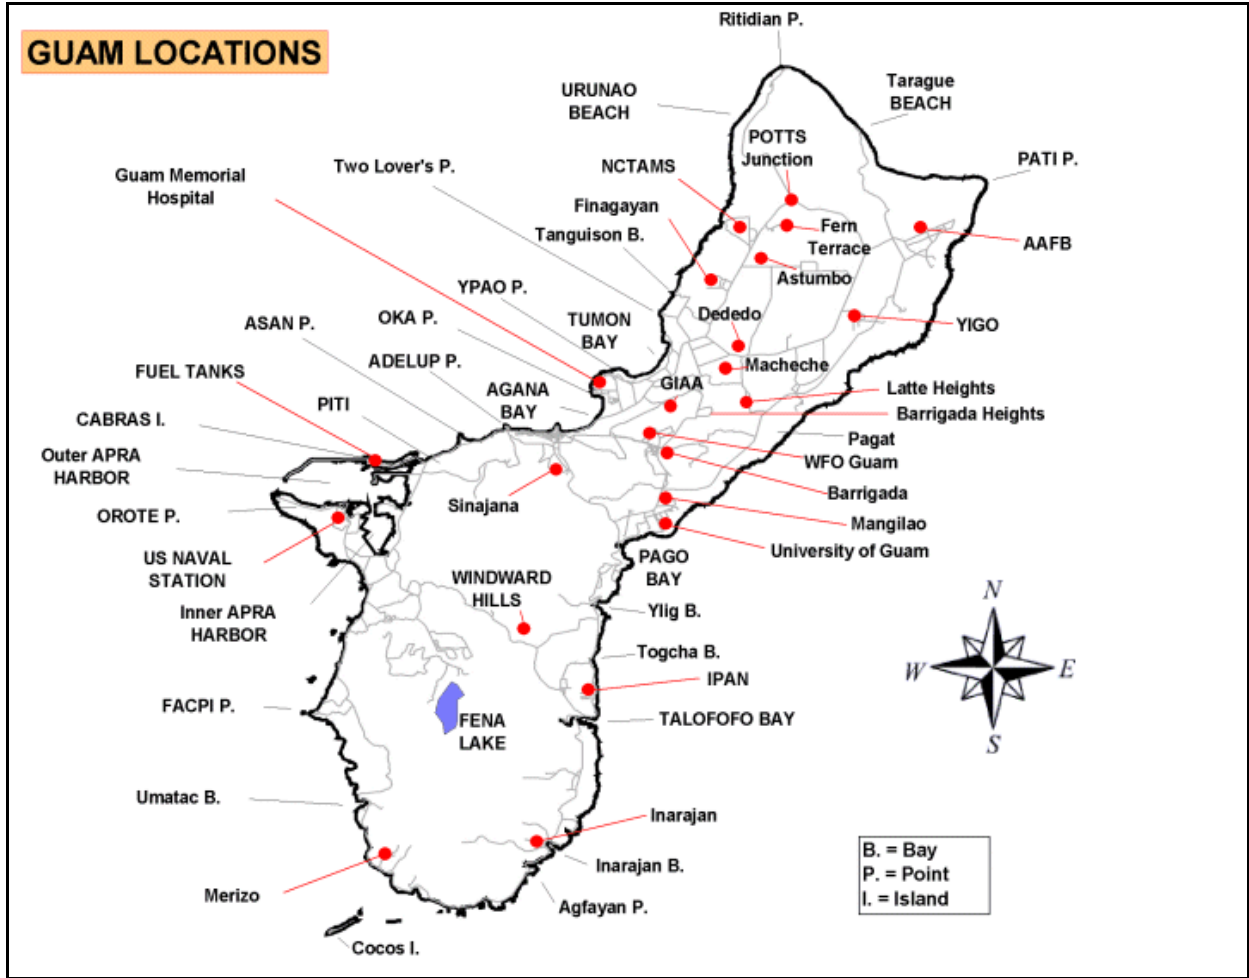 GUAM LOCATIONS
Ritidian P.
URUNAO
BEACH
Tarague
BEACH
POTTS
Junction
PATI P.
Two Lover's P.
NCTAMS
Guam Memorial
Hospital
Finagayan
Fern
Terrace
Tanguison B.
AAFB
Astumbo
YPAO P.
OKA P.
TUMON
BAY
Dededo
ASAN P.
YIGO
ADELUP P.
Macheche
FUEL TANKS
GIAA
AGANA
BAY
Latte Heights
PITI
Barrigada Heights
CABRAS I.
Pagat
Outer APRA
HARBOR
WFO Guam
Barrigada
Sinajana
OROTE P.
Mangilao
University of Guam
US NAVAL
STATION
PAGO
BAY
WINDWARD
HILLS
Inner APRA
HARBOR
Ylig B.
Togcha B.
IPAN
FACPI P.
FENA
LAKE
TALOFOFO BAY
Umatac B.
Inarajan
Inarajan B.
Merizo
Agfayan P.
Cocos I.
N
W
E
S
B. = Bay
P. = Point
I. = Island